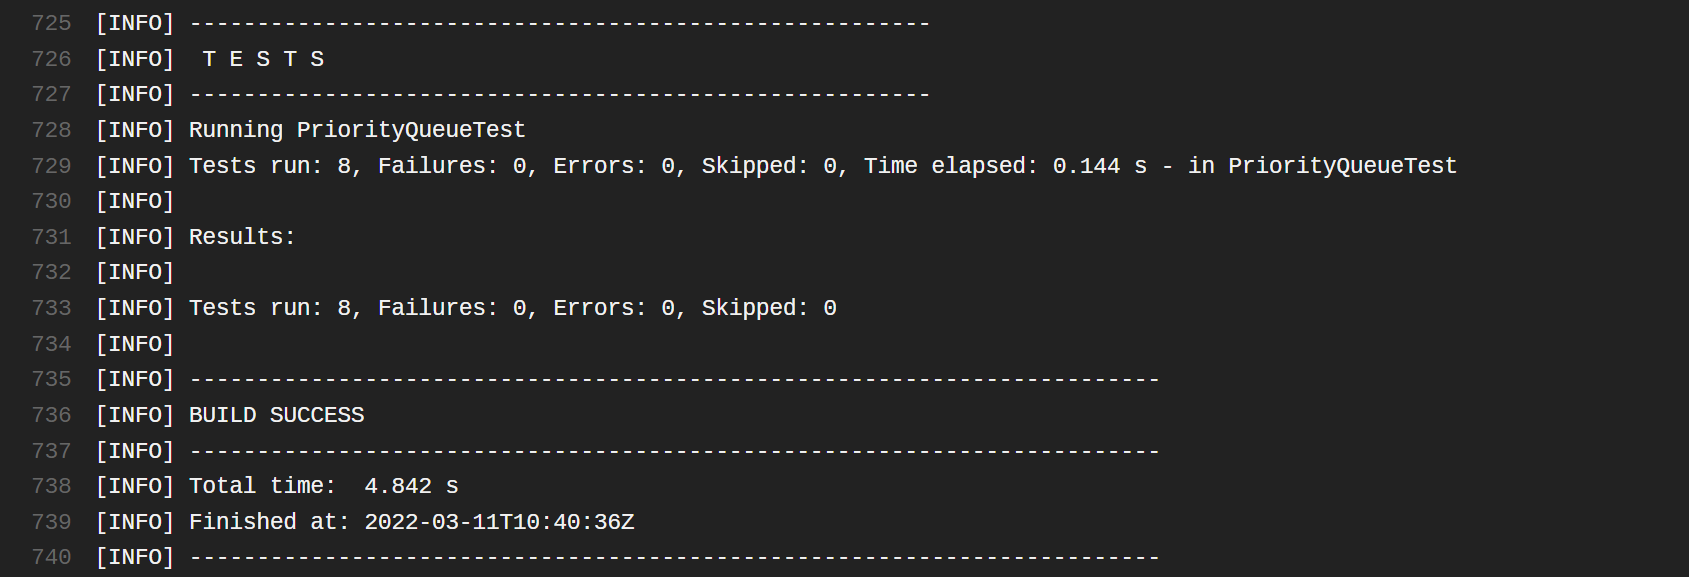 725 [INFO] -------------------------------------------------------
726 [INFO]  T E S T S
727 [INFO] -------------------------------------------------------
728 [INFO] Running PriorityQueueTest
729 [INFO] Tests run: 8, Failures: 0, Errors: 0, Skipped: 0, Time elapsed: 0.144 s - in PriorityQueueTest
730 [INFO]
731 [INFO] Results:
732 [INFO]
733 [INFO] Tests run: 8, Failures: 0, Errors: 0, Skipped: 0
734 [INFO]
735 [INFO] ------------------------------------------------------------------------
736 [INFO] BUILD SUCCESS
737 [INFO] ------------------------------------------------------------------------
738 [INFO] Total time:  4.842 s
739 [INFO] Finished at: 2022-03-11T10:40:36Z
740 [INFO] ------------------------------------------------------------------------